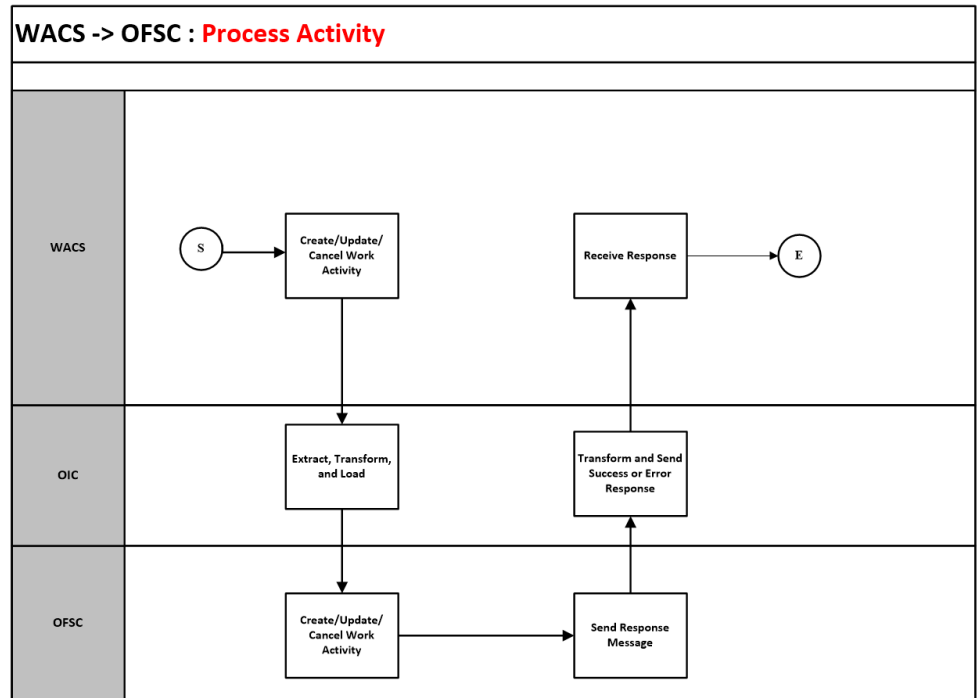 WACS -> OFSC : Process Activity
WACS
S
Create/Update/
Cancel Work
Activity
Receive Response
E
OIC
Extract, Transform,
and Load
Transform and Send
Success or Error
Response
OFSC
Create/Update/
Cancel Work
Activity
Send Response
Message